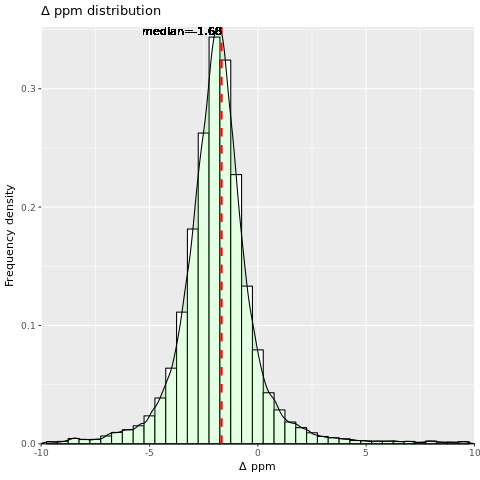 Δ ppm distribution
median=-1.68
0.3
0.2
0.1
0.0
Frequency density
-10 -5 0 5 10
Δ ppm